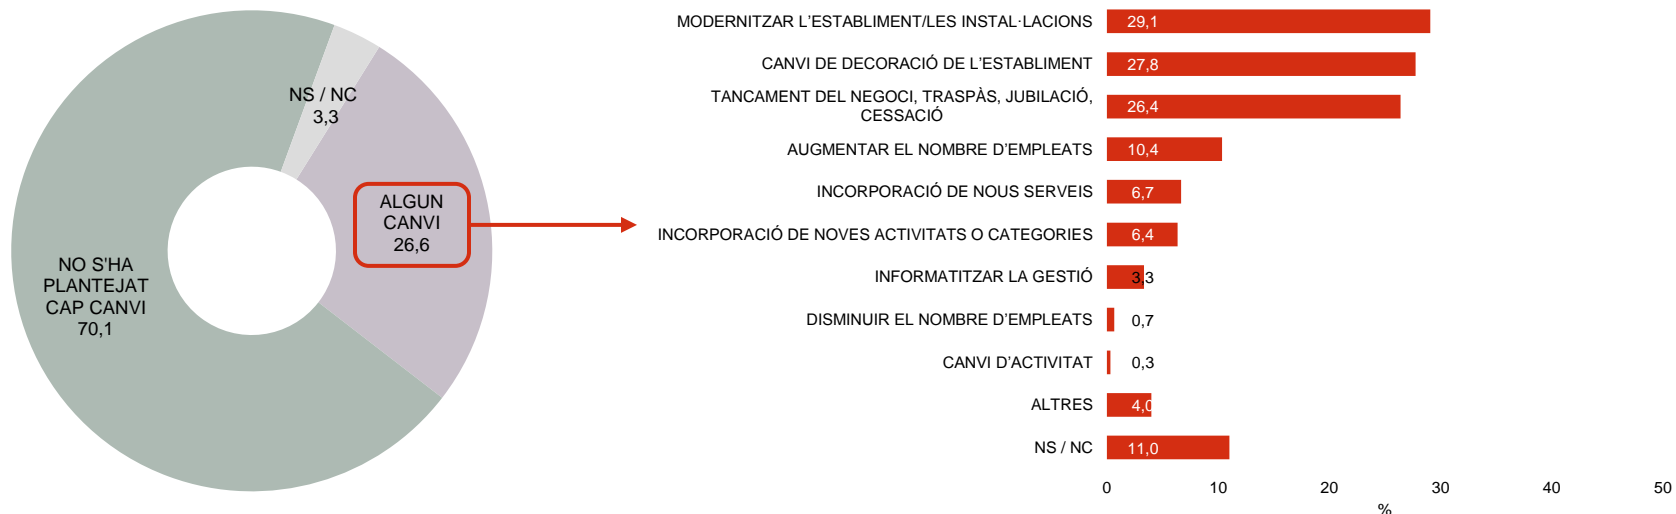 NS / NC
3,3
ALGUN
CANVI
26,6
NO S'HA
PLANTEJAT
CAP CANVI
70,1
MODERNITZAR L’ESTABLIMENT/LES INSTAL·LACIONS 29,1
CANVI DE DECORACIÓ DE L’ESTABLIMENT 27,8
TANCAMENT DEL NEGOCI, TRASPÀS, JUBILACIÓ,
CESSACIÓ 26,4
AUGMENTAR EL NOMBRE D’EMPLEATS 10,4
INCORPORACIÓ DE NOUS SERVEIS 6,7
INCORPORACIÓ DE NOVES ACTIVITATS O CATEGORIES 6,4
INFORMATITZAR LA GESTIÓ 3,3
DISMINUIR EL NOMBRE D’EMPLEATS 0,7
CANVI D’ACTIVITAT 0,3
ALTRES 4,0
NS / NC 11,0
0 10 20 30 40 50
%